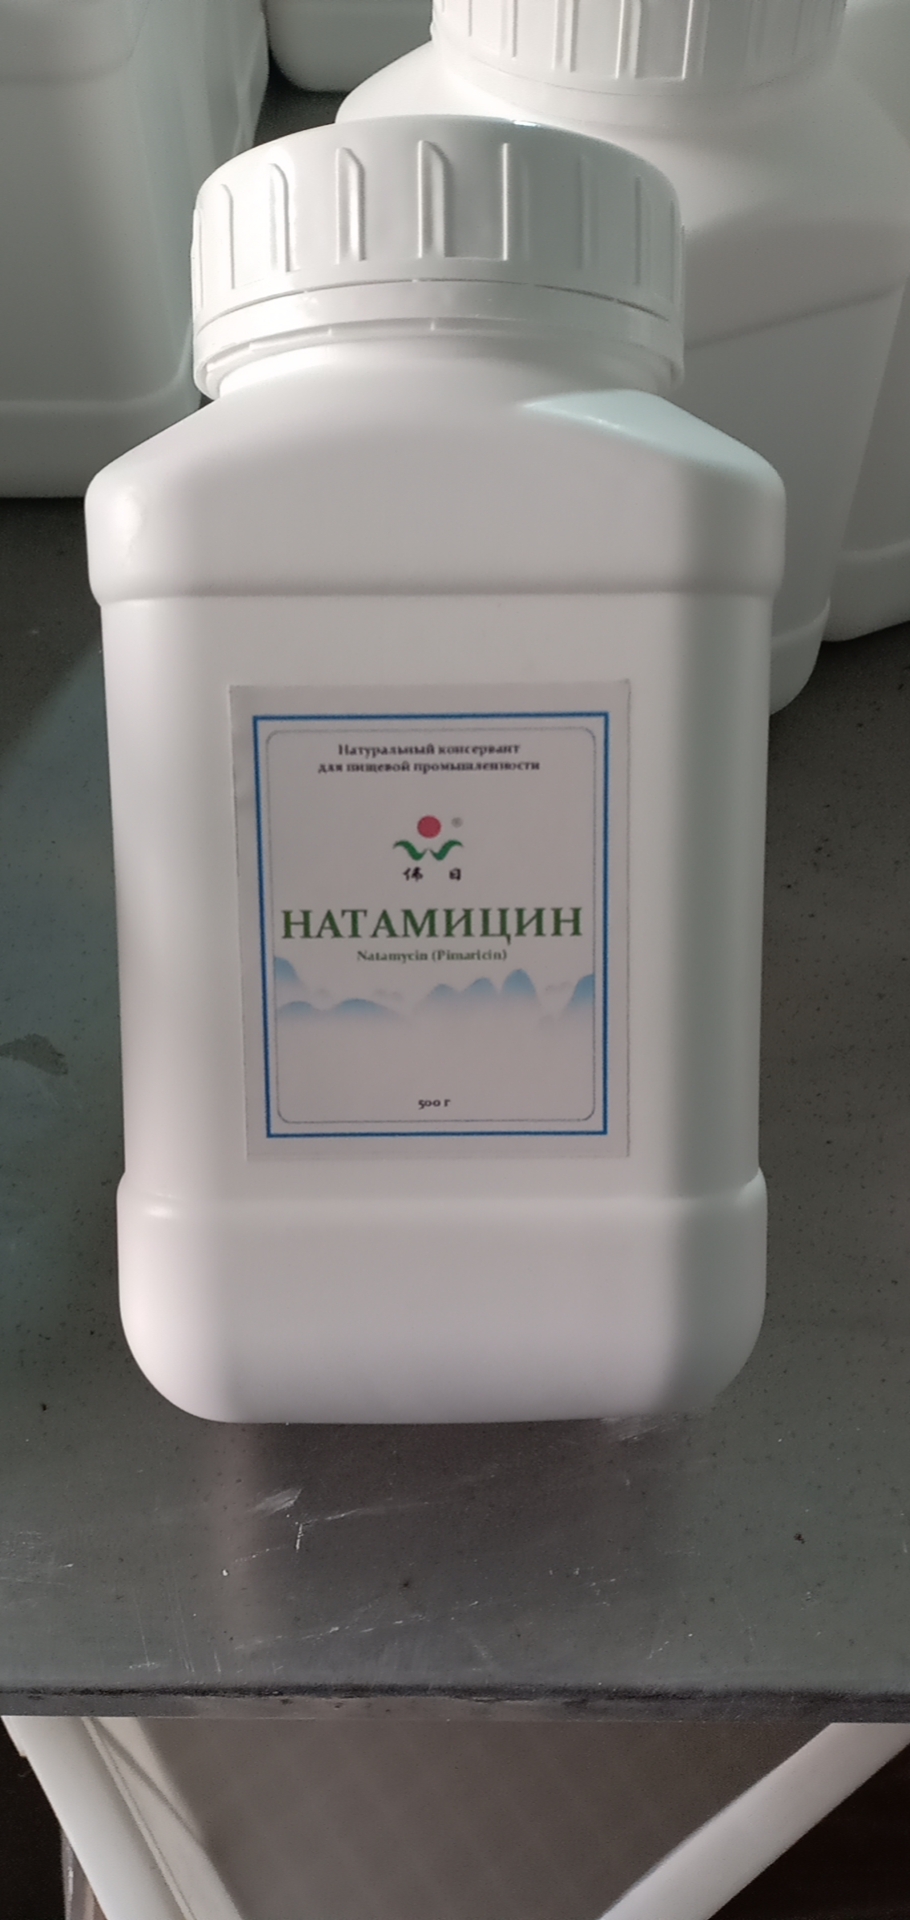 Натуральный консервант
для пищевой промышленности
®
伟日
НАТАМИЦИН
Natamycin (Pimaricin)
500 г